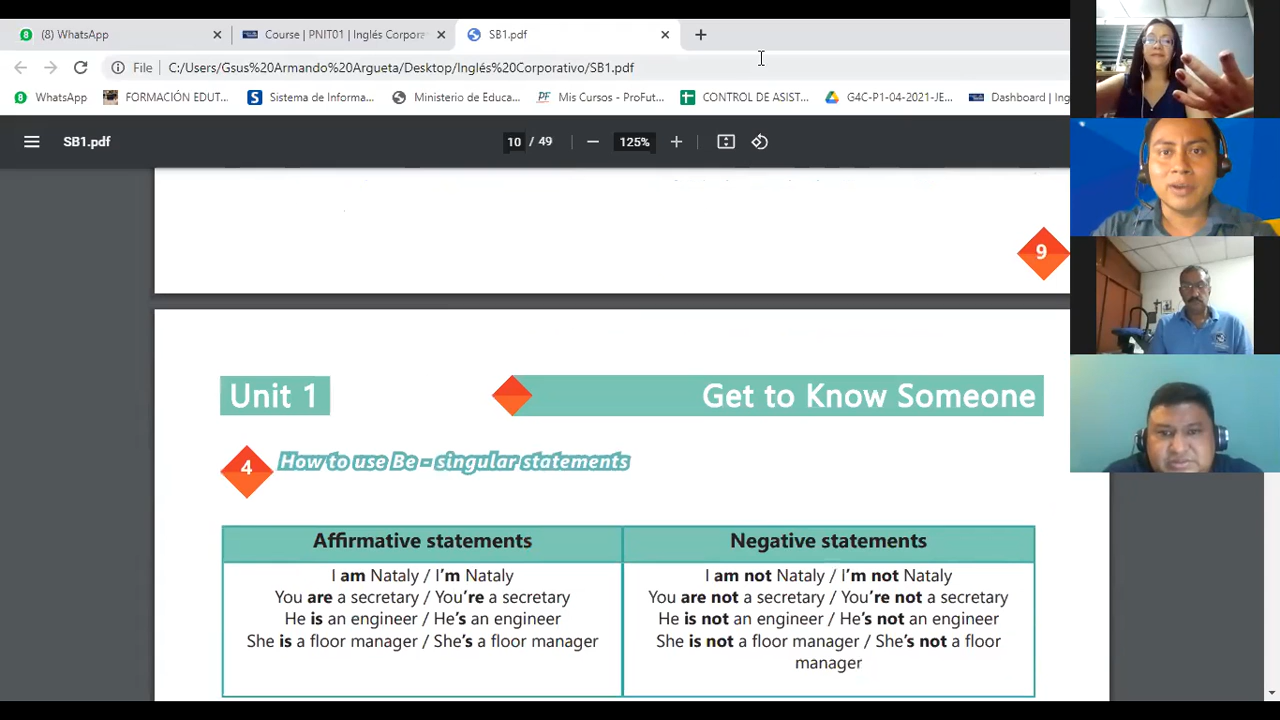 (8) WhatsApp
Course | PNIT01 | Inglés Corpora
SB1.pdf
File
C:/Users/Gsus%20Armando%20Argueta
top/Inglés%20Corporativo/SB1.pdf
WhatsApp
FORMACIÓN EDUT...
Sistema de Informa...
Ministerio de Educa...
Mis Cursos - ProFut...
CONTROL DE ASIST...
G4C-P1-04-2021-JE...
Dashboard | Ing
SB1.pdf
10 / 49
125%
9
Unit 1
Get to Know Someone
4
How to use Be - singular statements
Affirmative statements
Negative statements
I am Nataly / I'm Nataly
You are a secretary / You're a secretary
He is an engineer / He's an engineer
She is a floor manager / She's a floor manager
I am not Nataly / I'm not Nataly
You are not a secretary / You're not a secretary
He is not an engineer / He's not an engineer
She is not a floor manager / She's not a floor
manager